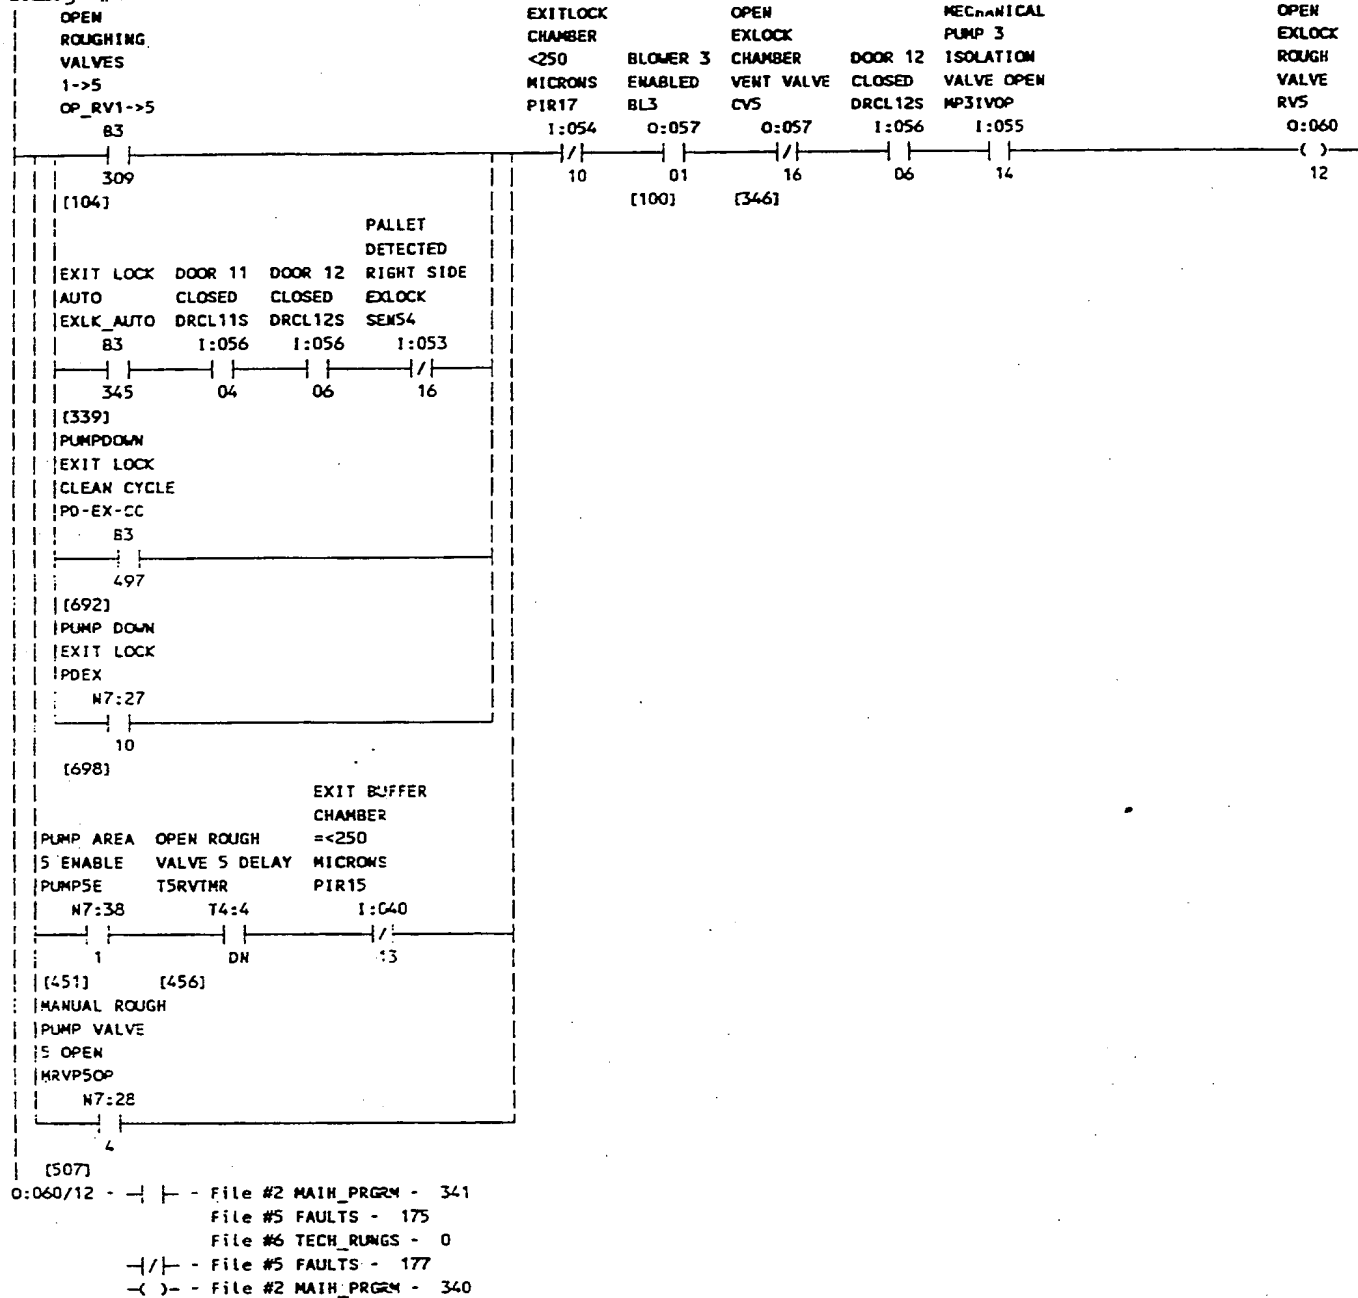 OPEN EXITLOCK OPEN MECHANICAL OPEN
ROUGHING CHAMBER EXLOCK PUMP 3 EXLOCK
VALVES <250 BLOWER 3 CHAMBER DOOR 12 ISOLATION ROUGH
1->5 MICRONS ENABLED VENT VALVE CLOSED VALVE OPEN VALVE
OP_RV1->5 PIR17 BL3 CV5 DRCL12S MP3IVOP RV5
B3 I:054 O:057 O:057 I:056 I:055 O:060
309 10 01 16 06 14 12
[104] [100] [346]
PALLET
DETECTED
EXIT LOCK DOOR 11 DOOR 12 RIGHT SIDE
AUTO CLOSED CLOSED EXLOCK
EXLK_AUTO DRCL11S DRCL12S SEN54
B3 I:056 I:056 I:053
345 04 06 16
[339]
PUMPDOWN
EXIT LOCK
CLEAN CYCLE
PD-EX-CC
B3
497
[692]
PUMP DOWN
EXIT LOCK
PDEX
N7:27
10
[698]
EXIT BUFFER
CHAMBER
PUMP AREA OPEN ROUGH =<250
5 ENABLE VALVE 5 DELAY MICRONS
PUMP5E T5RVTMR PIR15
N7:38 T4:4 I:040
1 DN 13
[451] [456]
MANUAL ROUGH
PUMP VALVE
5 OPEN
MRVP5OP
N7:28
4
[507]
O:060/12 - ┤ ├ - File #2 MAIN_PRGRM - 341
File #5 FAULTS - 175
File #6 TECH_RUNGS - 0
┤/├ - File #5 FAULTS - 177
-( )- - File #2 MAIN_PRGRM - 340